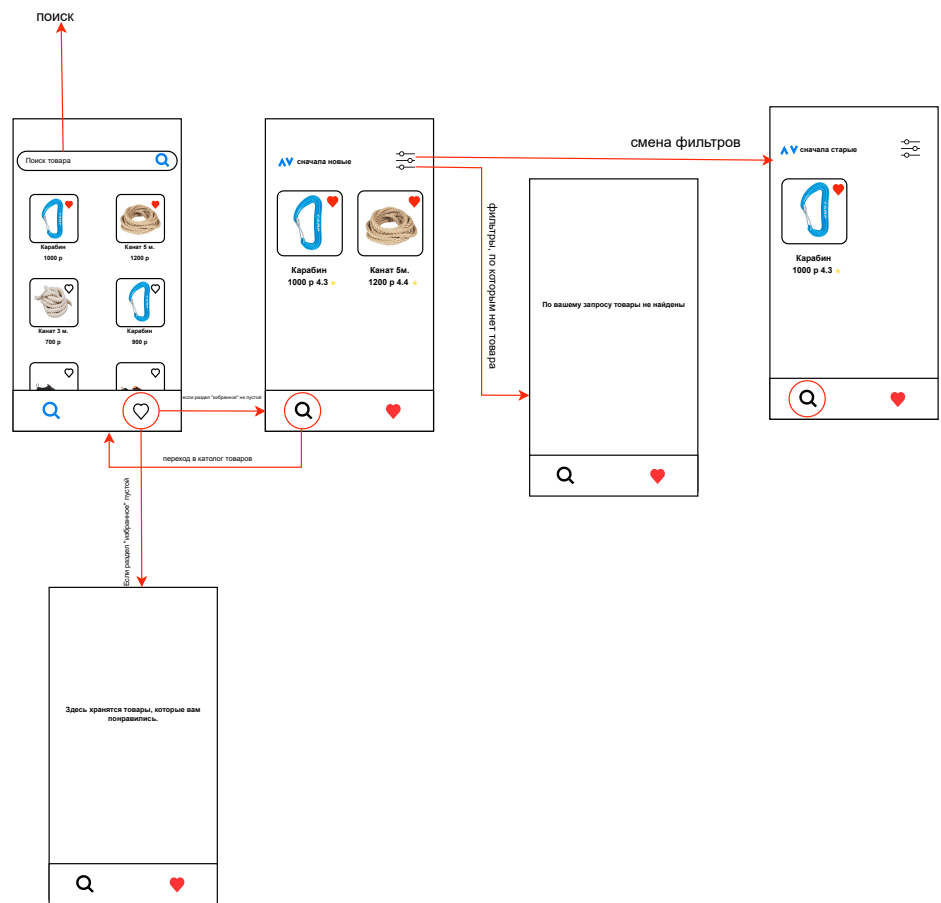 ПОИСК
Поиск товара
Карабин
1000 р
Канат 5 м.
1200 р
Канат 3 м.
700 р
Карабин
900 р
если раздел "избранное" не пустой
переход в католог товаров
Если раздел "избранное" пустой
сначала новые
Карабин
1000 р 4.3
Канат 5м.
1200 р 4.4
смена фильтров
фильтры, по которым нет товара
По вашему запросу товары не найдены
сначала старые
Карабин
1000 р 4.3
Здесь хранятся товары, которые вам
понравились.